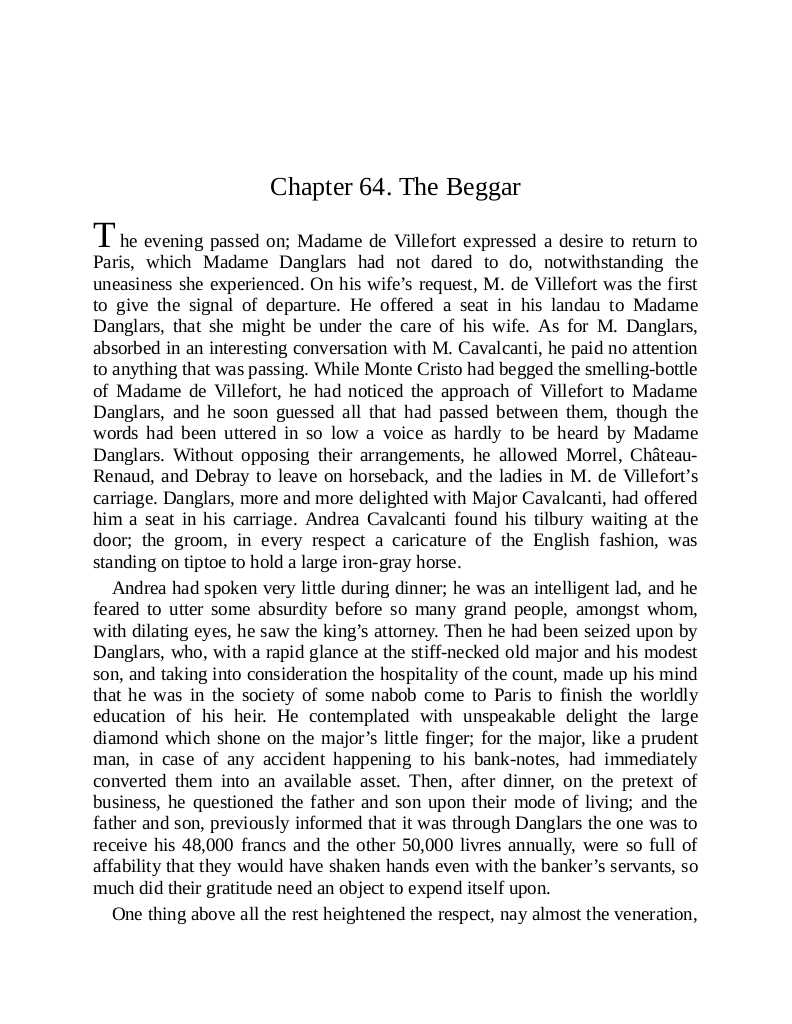 Chapter 64. The Beggar
The evening passed on; Madame de Villefort expressed a desire to return to
Paris, which Madame Danglars had not dared to do, notwithstanding the
uneasiness she experienced. On his wife’s request, M. de Villefort was the first
to give the signal of departure. He offered a seat in his landau to Madame
Danglars, that she might be under the care of his wife. As for M. Danglars,
absorbed in an interesting conversation with M. Cavalcanti, he paid no attention
to anything that was passing. While Monte Cristo had begged the smelling-bottle
of Madame de Villefort, he had noticed the approach of Villefort to Madame
Danglars, and he soon guessed all that had passed between them, though the
words had been uttered in so low a voice as hardly to be heard by Madame
Danglars. Without opposing their arrangements, he allowed Morrel, Château-
Renaud, and Debray to leave on horseback, and the ladies in M. de Villefort’s
carriage. Danglars, more and more delighted with Major Cavalcanti, had offered
him a seat in his carriage. Andrea Cavalcanti found his tilbury waiting at the
door; the groom, in every respect a caricature of the English fashion, was
standing on tiptoe to hold a large iron-gray horse.
Andrea had spoken very little during dinner; he was an intelligent lad, and he
feared to utter some absurdity before so many grand people, amongst whom,
with dilating eyes, he saw the king’s attorney. Then he had been seized upon by
Danglars, who, with a rapid glance at the stiff-necked old major and his modest
son, and taking into consideration the hospitality of the count, made up his mind
that he was in the society of some nabob come to Paris to finish the worldly
education of his heir. He contemplated with unspeakable delight the large
diamond which shone on the major’s little finger; for the major, like a prudent
man, in case of any accident happening to his bank-notes, had immediately
converted them into an available asset. Then, after dinner, on the pretext of
business, he questioned the father and son upon their mode of living; and the
father and son, previously informed that it was through Danglars the one was to
receive his 48,000 francs and the other 50,000 livres annually, were so full of
affability that they would have shaken hands even with the banker’s servants, so
much did their gratitude need an object to expend itself upon.
One thing above all the rest heightened the respect, nay almost the veneration,